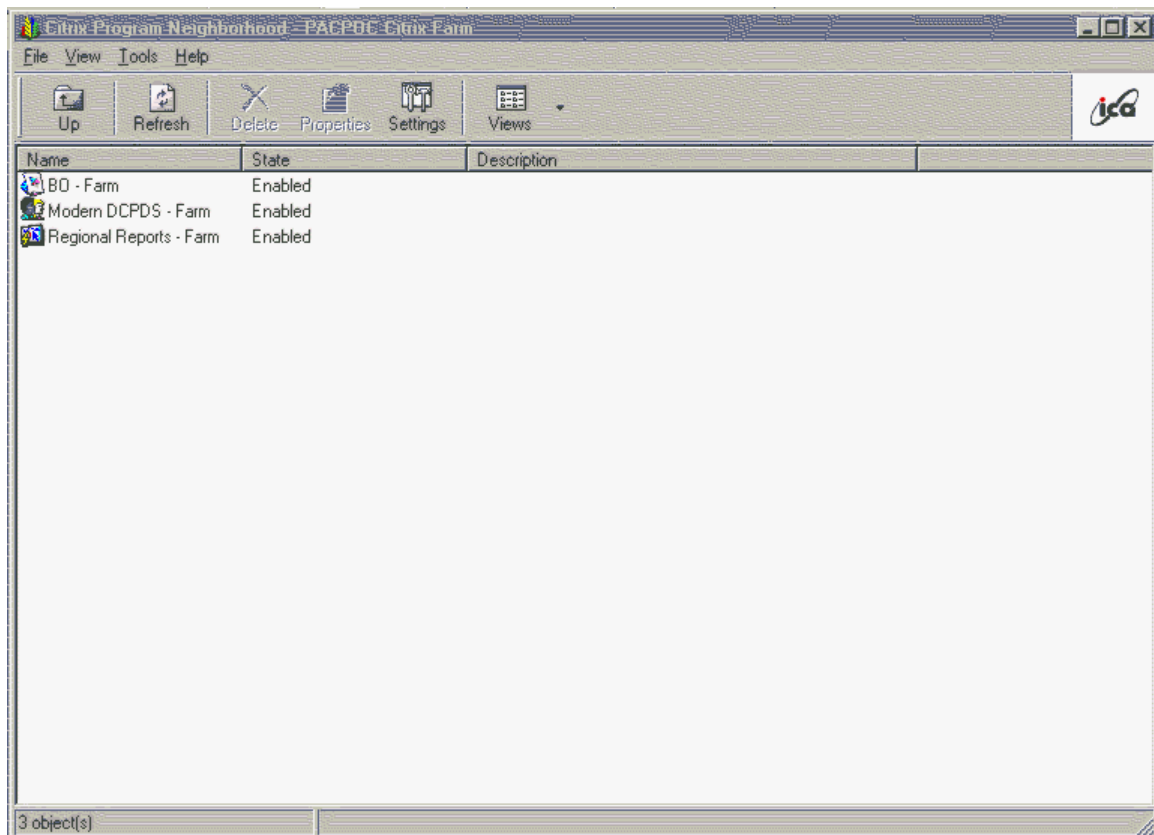 Citrix Program Neighborhood - PACPDC Citrix Farm
File View Tools Help
Up Refresh Delete Properties Settings Views
ica
Name State Description
BO - Farm Enabled
Modern DCPDS - Farm Enabled
Regional Reports - Farm Enabled
3 object(s)